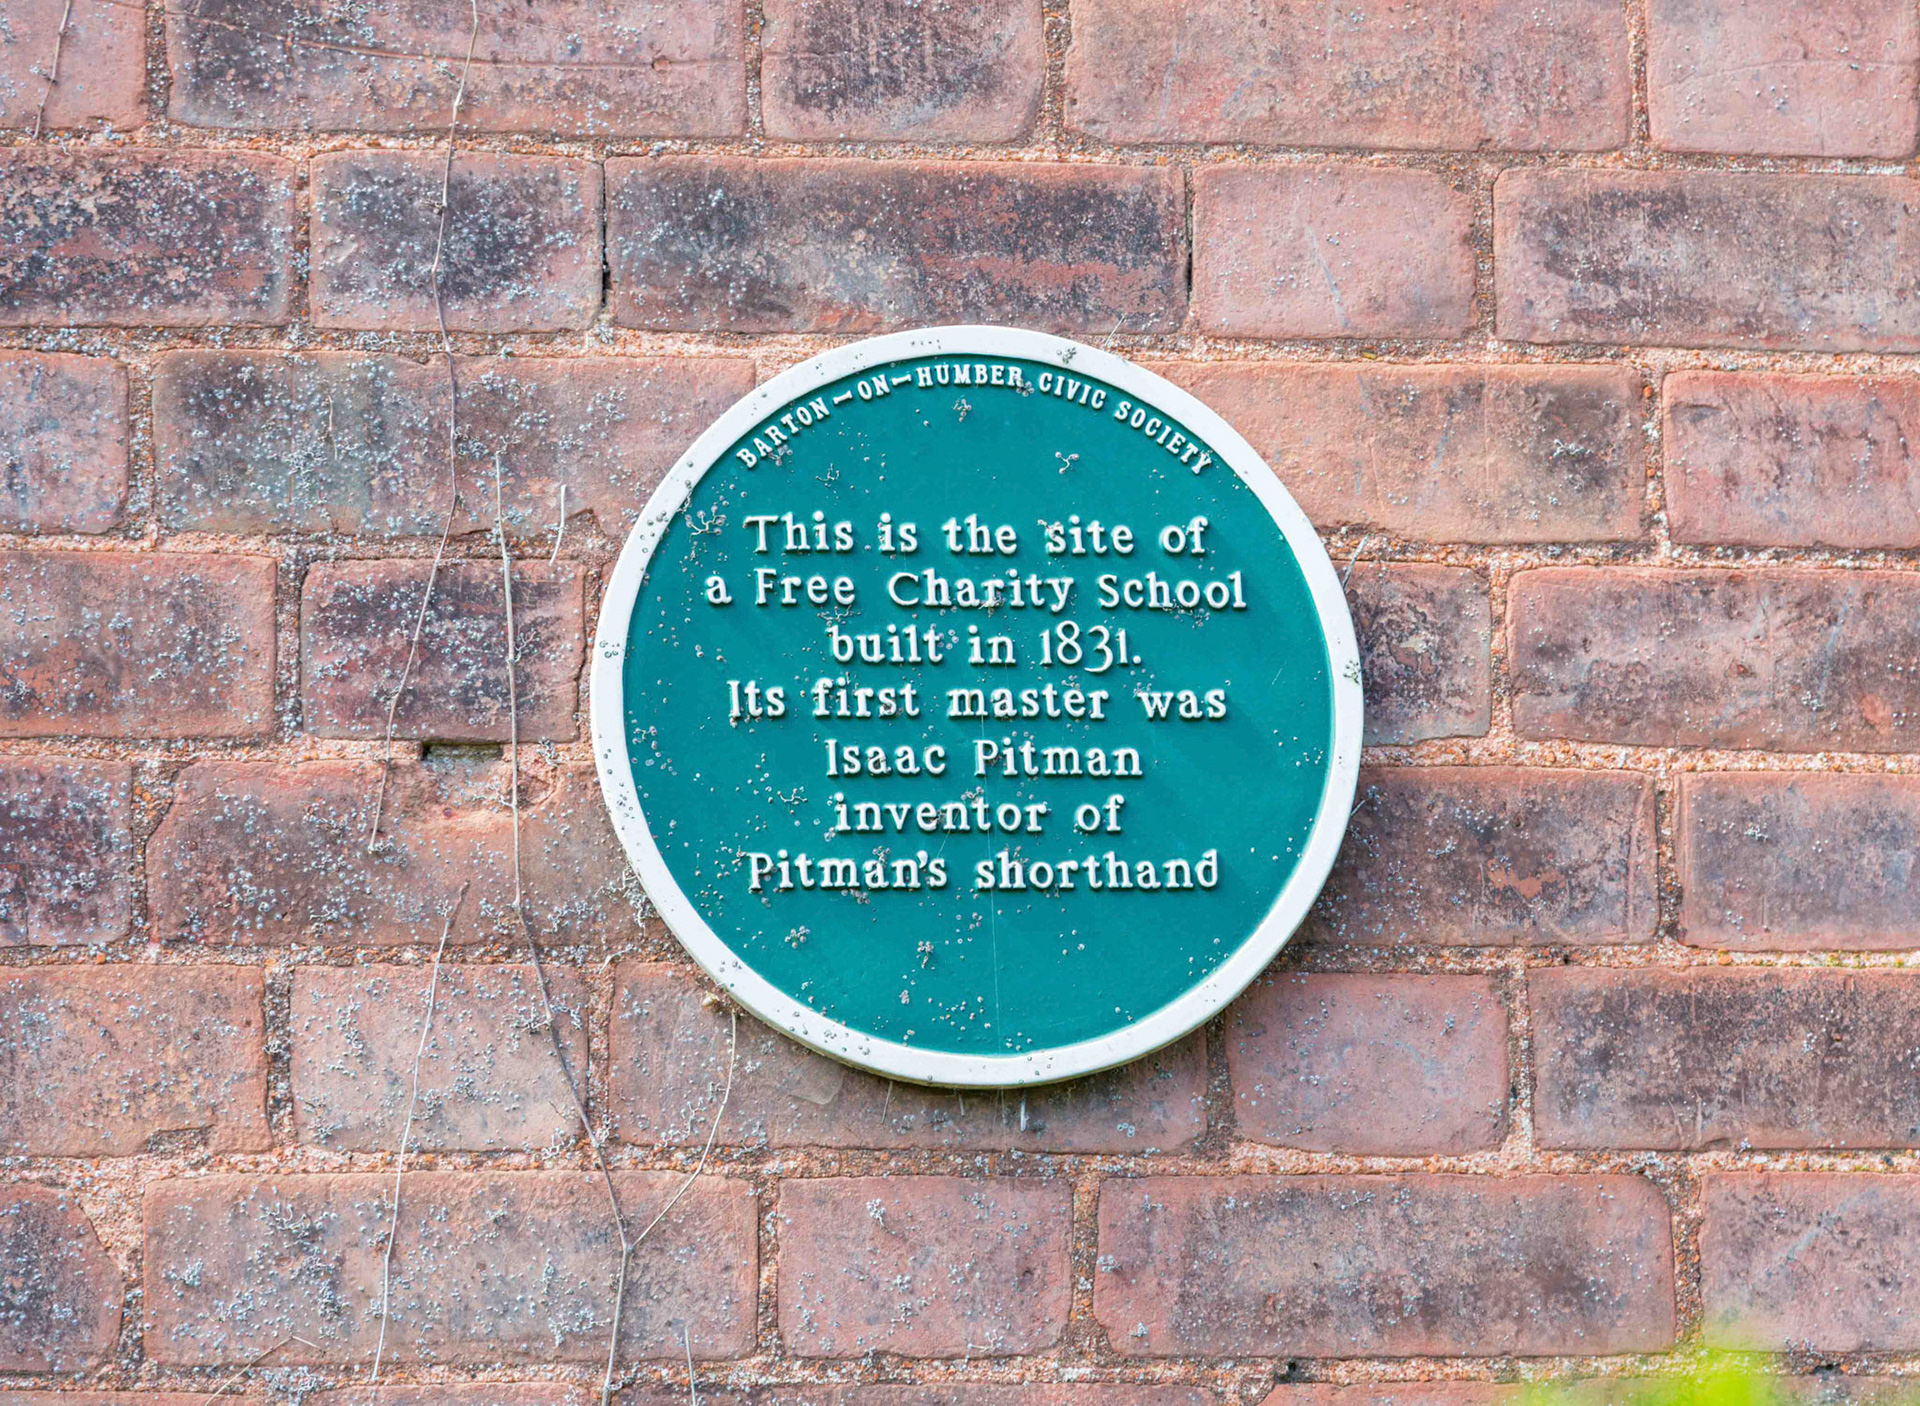 BARTON-ON-HUMBER CIVIC SOCIETY
This is the site of
a Free Charity School
built in 1831.
Its first master was
Isaac Pitman
inventor of
Pitman's shorthand